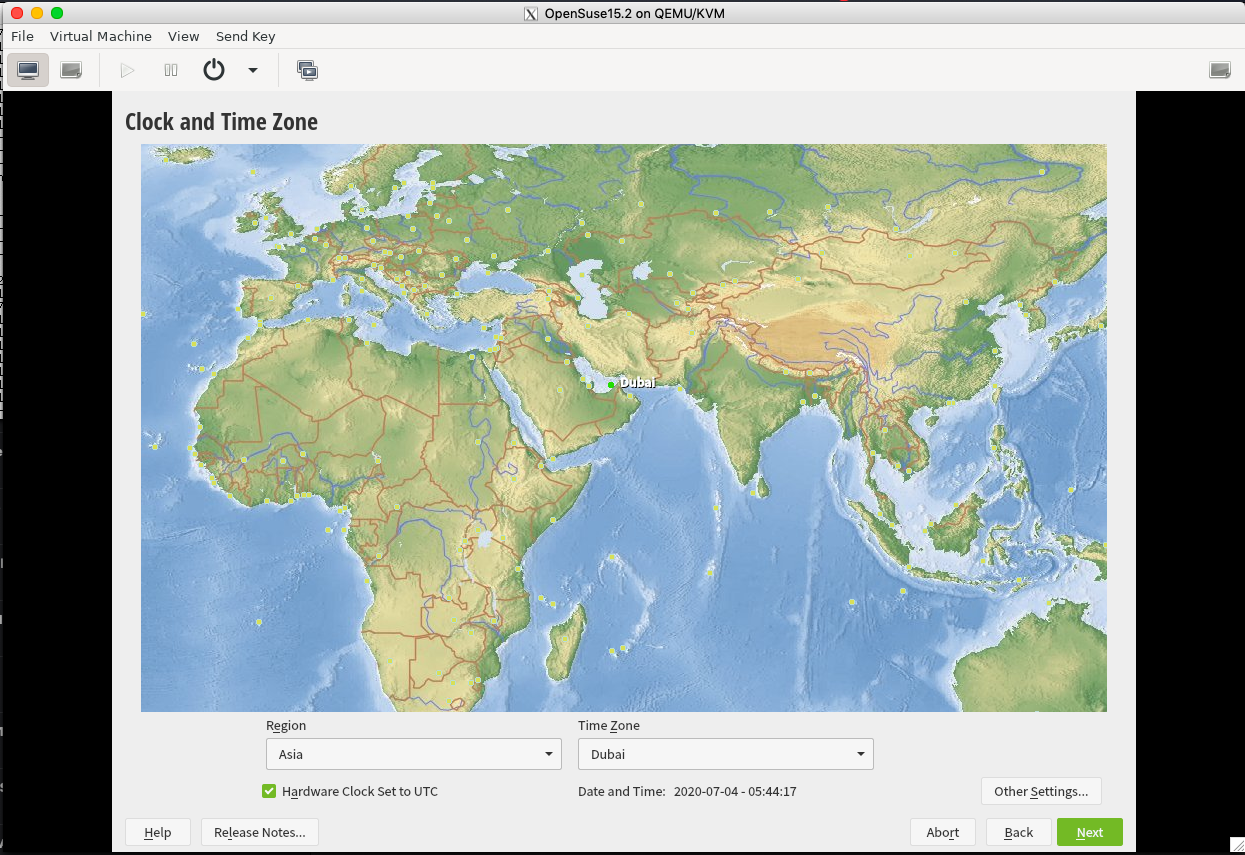 OpenSuse15.2 on QEMU/KVM
File Virtual Machine View Send Key
Clock and Time Zone
Dubai
Region Time Zone
Asia Dubai
Hardware Clock Set to UTC Date and Time: 2020-07-04 - 05:44:17 Other Settings...
Help Release Notes... Abort Back Next